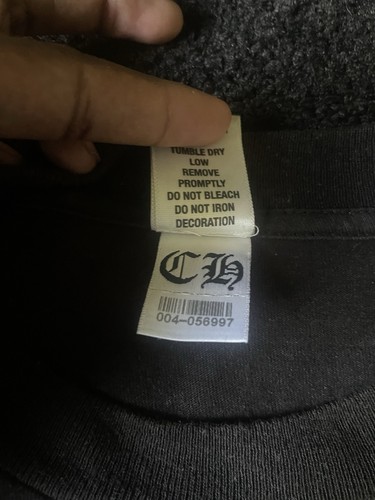 TUMBLE DRY
LOW
REMOVE
PROMPTLY
DO NOT BLEACH
DO NOT IRON
DECORATION
CH
004-056997